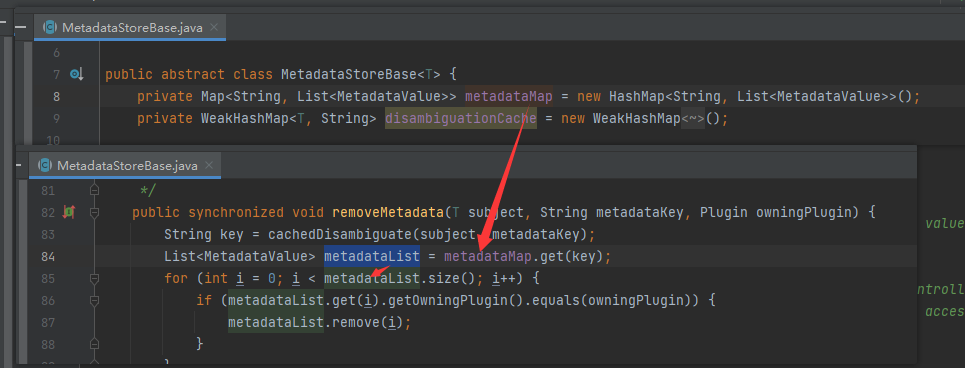 MetadataStoreBase.java ×
6
7 public abstract class MetadataStoreBase<T> {
8 private Map<String, List<MetadataValue>> metadataMap = new HashMap<String, List<MetadataValue>>();
9 private WeakHashMap<T, String> disambiguationCache = new WeakHashMap<~>();
10
MetadataStoreBase.java ×
81 */
82 public synchronized void removeMetadata(T subject, String metadataKey, Plugin owningPlugin) {
83 String key = cachedDisambiguate(subject, metadataKey);
value
84 List<MetadataValue> metadataList = metadataMap.get(key);
85 for (int i = 0; i < metadataList.size(); i++) {
ntroll
86 if (metadataList.get(i).getOwningPlugin().equals(owningPlugin)) {
acces
87 metadataList.remove(i);
88 }